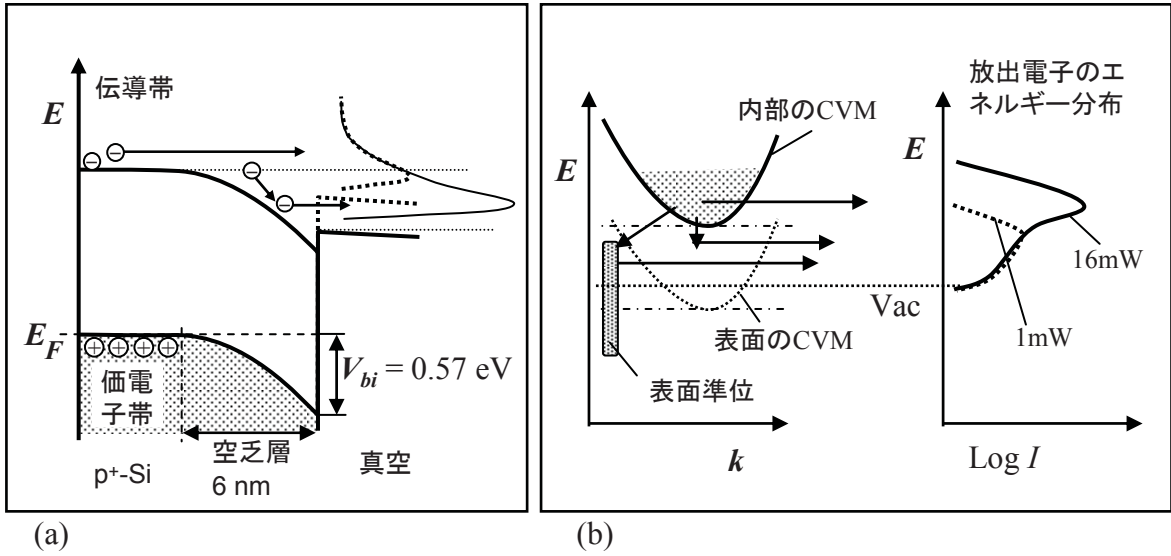 伝導帯
E
E_F
価電
子帯
V_bi = 0.57 eV
空乏層
6 nm
p⁺-Si
真空
(a)
E
内部のCVM
Vac
表面のCVM
表面準位
k
放出電子のエ
ネルギー分布
E
16mW
1mW
Log I
(b)